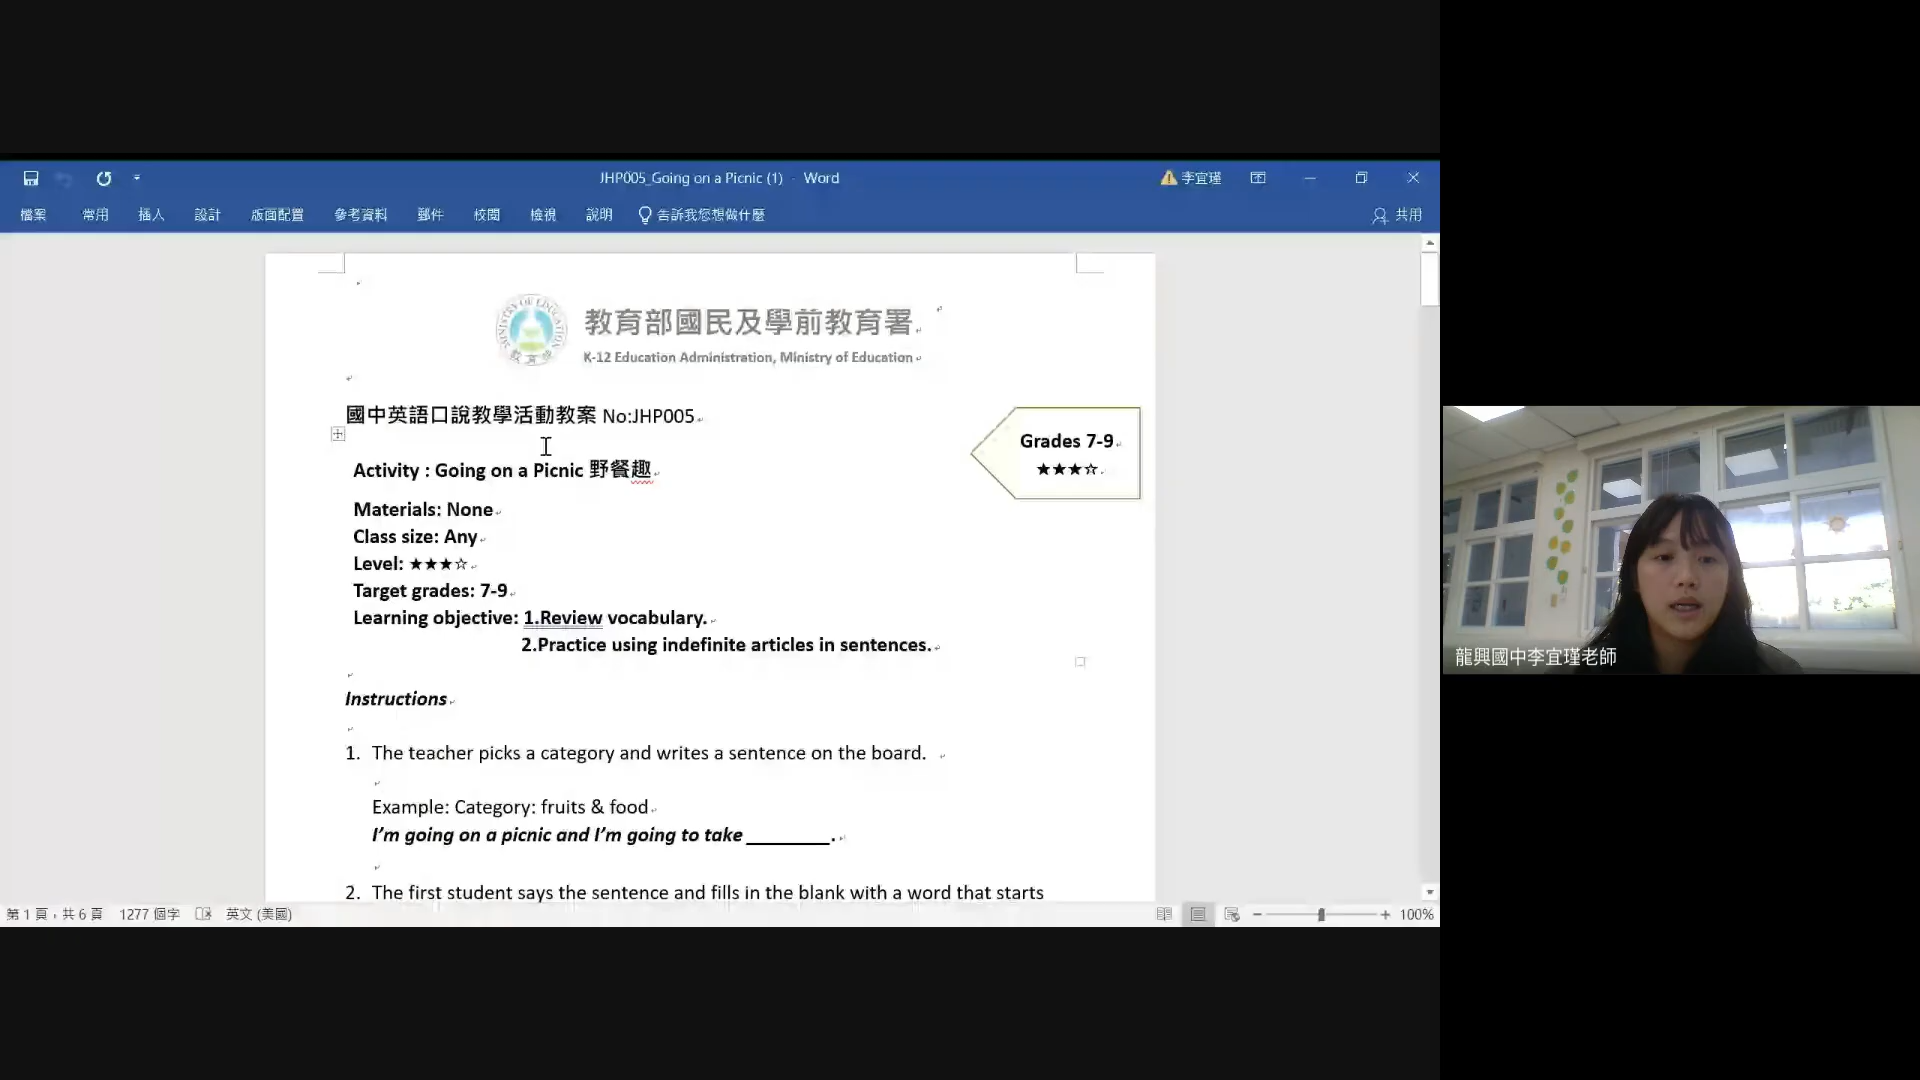 JHP005_Going on a Picnic (1) - Word
李宜瑾
檔案 常用 插入 設計 版面配置 參考資料 郵件 校閱 檢視 說明 告訴我您想做什麼 共用
教育部國民及學前教育署
K-12 Education Administration, Ministry of Education
國中英語口說教學活動教案 No:JHP005
Grades 7-9
★★★☆
Activity : Going on a Picnic 野餐趣
Materials: None
Class size: Any
Level: ★★★☆
Target grades: 7-9
Learning objective: 1.Review vocabulary.
2.Practice using indefinite articles in sentences.
Instructions
1. The teacher picks a category and writes a sentence on the board.
Example: Category: fruits & food
I’m going on a picnic and I’m going to take ________.
2. The first student says the sentence and fills in the blank with a word that starts
第 1 頁，共 6 頁 1277 個字 英文 (美國) 100%
龍興國中李宜瑾老師